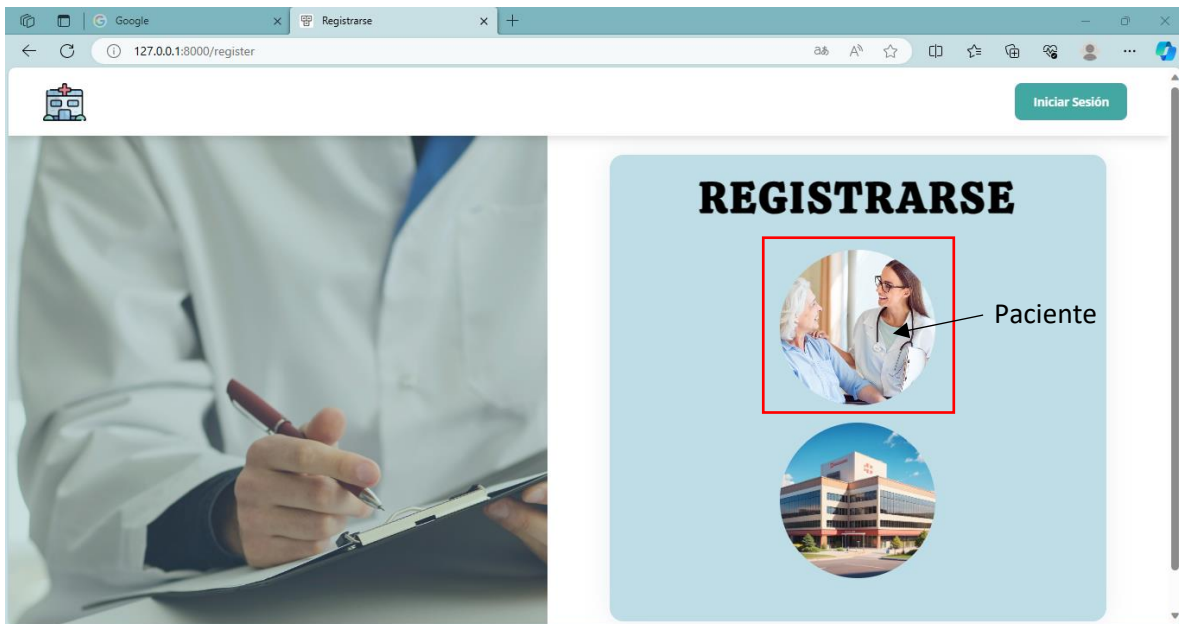 Google
Registrarse
127.0.0.1:8000/register
Iniciar Sesión
REGISTRARSE
Paciente